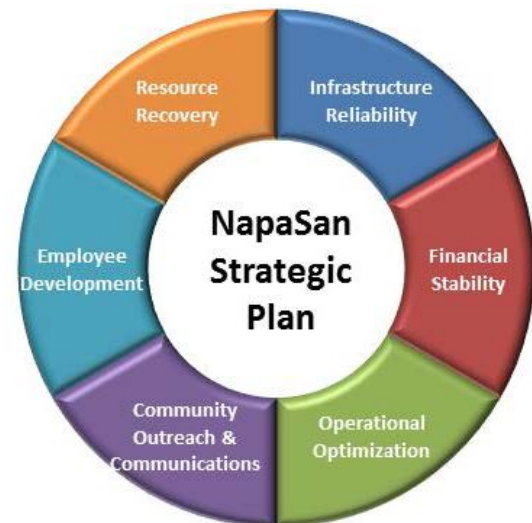 NapaSan
Strategic
Plan
Infrastructure
Reliability
Financial
Stability
Operational
Optimization
Community
Outreach &
Communications
Employee
Development
Resource
Recovery